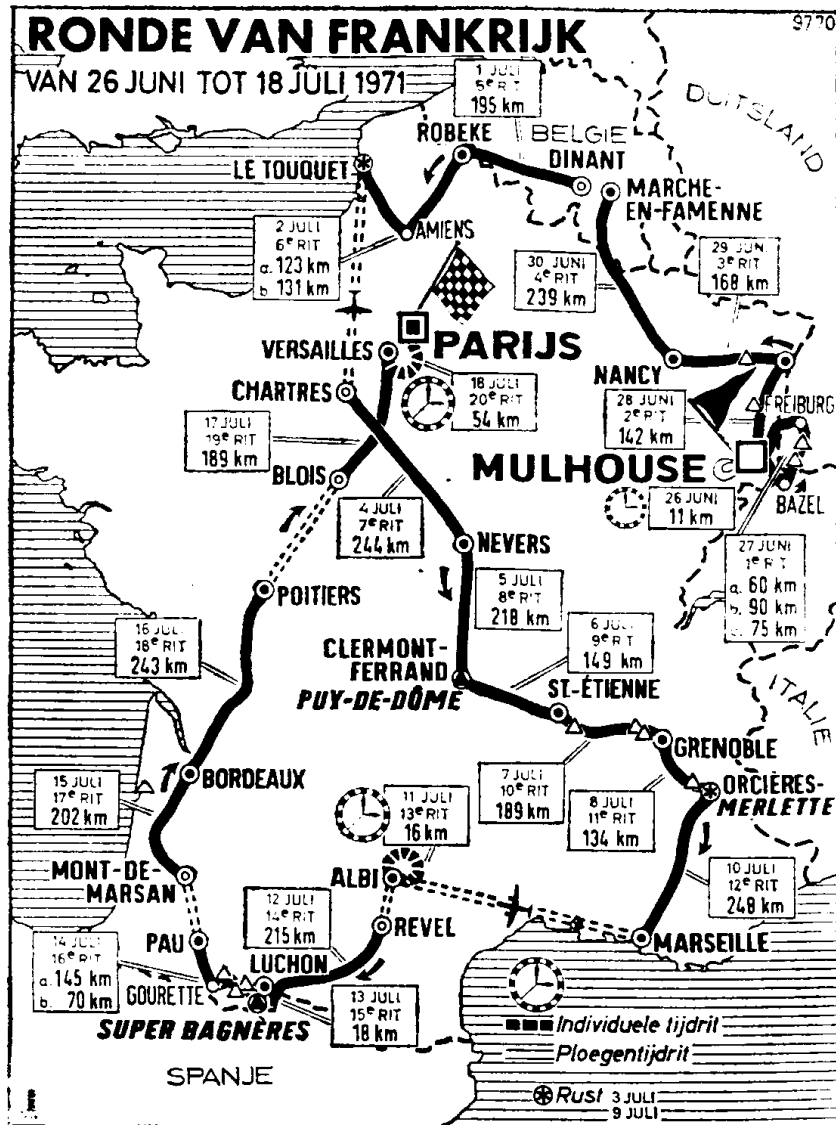 9770
RONDE VAN FRANKRIJK
VAN 26 JUNI TOT 18 JULI 1971
1 JULI
5e RIT
195 km
DUITSLAND
ROBEKE
BELGIE
DINANT
LE TOUQUET
MARCHE-
EN-FAMENNE
AMIENS
2 JULI
6e RIT
a. 123 km
b. 131 km
30 JUNI
4e RIT
239 km
29 JUNI
3e RIT
168 km
PARIJS
VERSAILLES
NANCY
CHARTRES
18 JULI
20e RIT
54 km
28 JUNI
2e RIT
142 km
FREIBURG
17 JULI
19e RIT
189 km
MULHOUSE
BLOIS
BAZEL
26 JUNI
11 km
4 JULI
7e RIT
244 km
NEVERS
27 JUNI
1e RIT
a. 60 km
b. 90 km
c. 75 km
5 JULI
8e RIT
218 km
POITIERS
16 JULI
18e RIT
243 km
6 JULI
9e RIT
149 km
CLERMONT-
FERRAND
PUY-DE-DÔME
ST-ÉTIENNE
ITALIE
GRENOBLE
BORDEAUX
15 JULI
17e RIT
202 km
11 JULI
13e RIT
16 km
7 JULI
10e RIT
189 km
8 JULI
11e RIT
134 km
ORCIÈRES-
MERLETTE
MONT-DE-
MARSAN
ALBI
10 JULI
12e RIT
248 km
12 JULI
14e RIT
215 km
REVEL
MARSEILLE
PAU
14 JULI
16e RIT
a. 145 km
b. 70 km
LUCHON
GOURETTE
13 JULI
15e RIT
18 km
SUPER BAGNÈRES
Individuele tijdrit
Ploegentijdrit
SPANJE
Rust 3 JULI
9 JULI